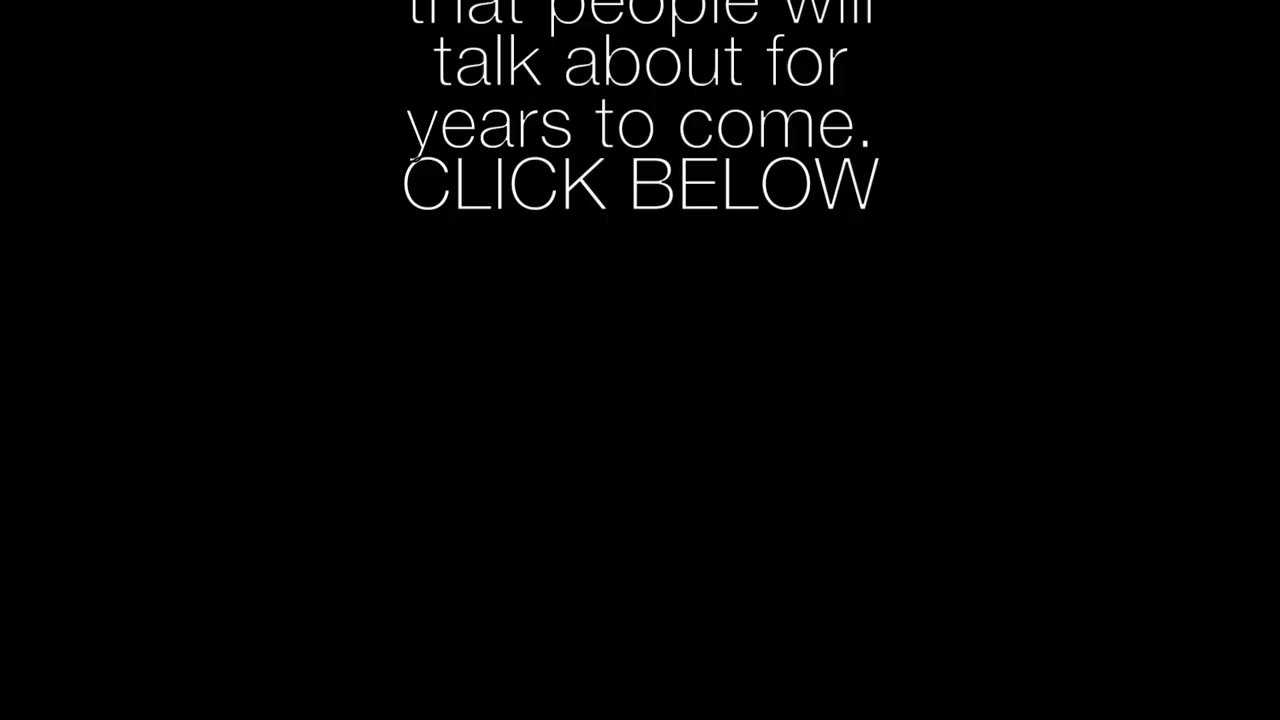 that people will
talk about for
years to come.
CLICK BELOW